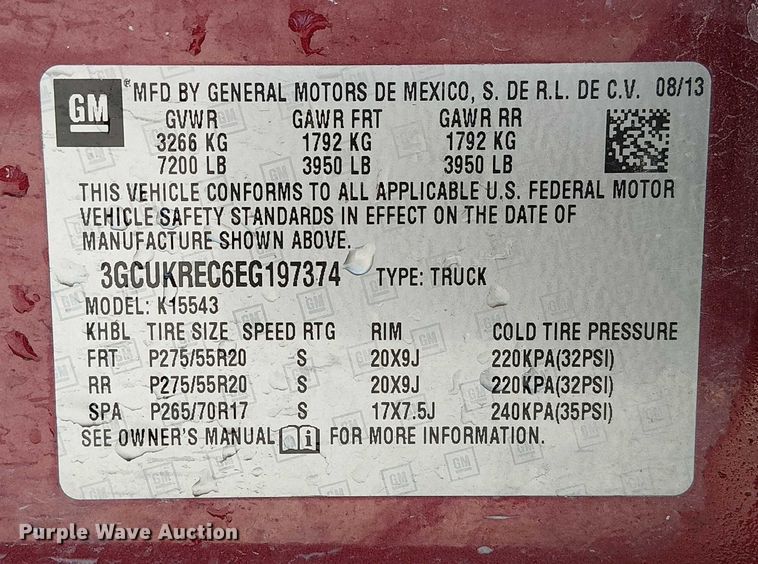 GM ® MFD BY GENERAL MOTORS DE MEXICO, S. DE R.L. DE C.V. 08/13
GVWR GAWR FRT GAWR RR
3266 KG 1792 KG 1792 KG
7200 LB 3950 LB 3950 LB
THIS VEHICLE CONFORMS TO ALL APPLICABLE U.S. FEDERAL MOTOR
VEHICLE SAFETY STANDARDS IN EFFECT ON THE DATE OF
MANUFACTURE SHOWN ABOVE.
3GCUKREC6EG197374 TYPE: TRUCK
MODEL: K15543
KHBL TIRE SIZE SPEED RTG RIM COLD TIRE PRESSURE
FRT P275/55R20 S 20X9J 220KPA(32PSI)
RR P275/55R20 S 20X9J 220KPA(32PSI)
SPA P265/70R17 S 17X7.5J 240KPA(35PSI)
SEE OWNER'S MANUAL i FOR MORE INFORMATION.
Purple Wave Auction